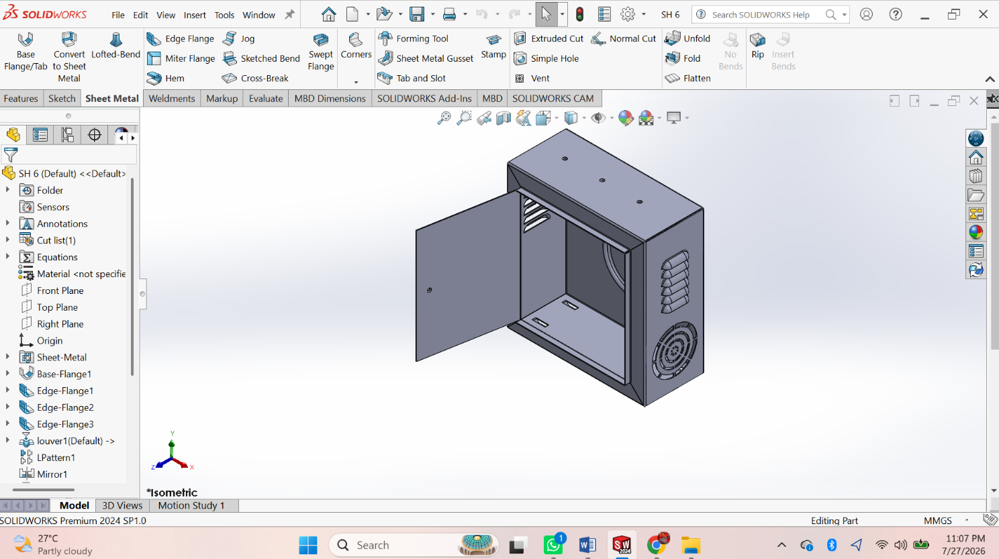 SOLIDWORKS File Edit View Insert Tools Window SH 6 Search SOLIDWORKS Help
Base Flange/Tab
Convert to Sheet Metal
Lofted-Bend
Edge Flange
Miter Flange
Hem
Jog
Sketched Bend
Cross-Break
Swept Flange
Corners
Forming Tool
Sheet Metal Gusset
Tab and Slot
Stamp
Extruded Cut
Simple Hole
Vent
Normal Cut
Unfold
Fold
Flatten
No Bends
Rip
Insert Bends
Features Sketch Sheet Metal Weldments Markup Evaluate MBD Dimensions SOLIDWORKS Add-Ins MBD SOLIDWORKS CAM
SH 6 (Default) <<Default>
Folder
Sensors
Annotations
Cut list(1)
Equations
Material <not specifie
Front Plane
Top Plane
Right Plane
Origin
Sheet-Metal
Base-Flange1
Edge-Flange1
Edge-Flange2
Edge-Flange3
louver1(Default) ->
LPattern1
Mirror1
Y
Z
X
*Isometric
Model 3D Views Motion Study 1
SOLIDWORKS Premium 2024 SP1.0 Editing Part MMGS
27°C
Partly cloudy
Search
1
SW
2024
11:07 PM
7/27/2026